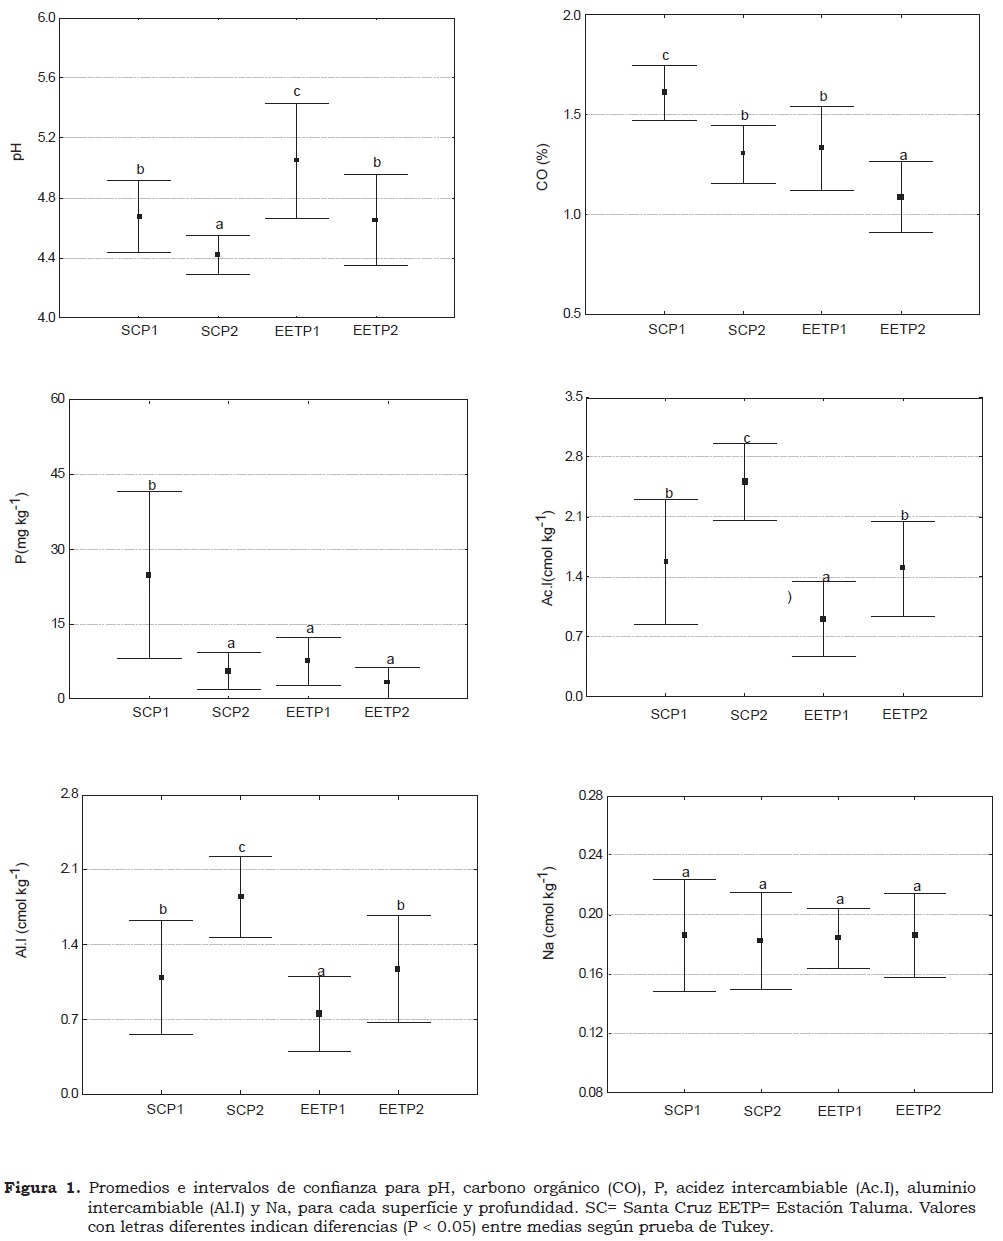 6.0
5.6
5.2
4.8
4.4
4.0
pH
b
a
c
b
SCP1 SCP2 EETP1 EETP2
2.0
1.5
1.0
0.5
CO (%)
c
b
b
a
SCP1 SCP2 EETP1 EETP2
60
45
30
15
0
P(mg kg-1)
b
a
a
a
SCP1 SCP2 EETP1 EETP2
3.5
2.8
2.1
1.4
0.7
0.0
Ac.I(cmol kg-1)
)
b
c
a
b
SCP1 SCP2 EETP1 EETP2
2.8
2.1
1.4
0.7
0.0
Al.I (cmol kg-1)
b
c
a
b
SCP1 SCP2 EETP1 EETP2
0.28
0.24
0.20
0.16
0.12
0.08
Na (cmol kg-1)
a
a
a
a
SCP1 SCP2 EETP1 EETP2
Figura 1. Promedios e intervalos de confianza para pH, carbono orgánico (CO), P, acidez intercambiable (Ac.I), aluminio
intercambiable (Al.I) y Na, para cada superfície y profundidad. SC= Santa Cruz EETP= Estación Taluma. Valores
con letras diferentes indican diferencias (P < 0.05) entre medias según prueba de Tukey.